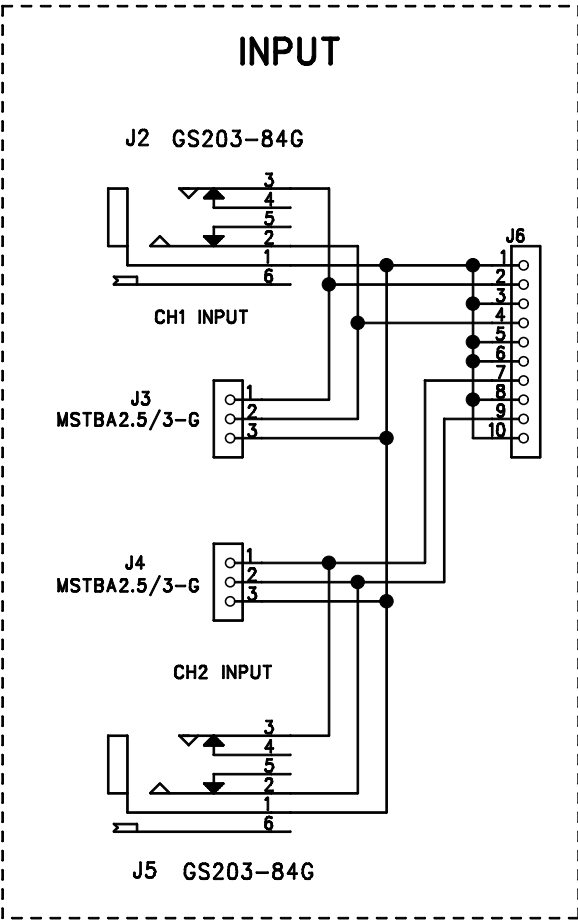 INPUT
J2 GS203-84G
3
4
5
2
1
6
CH1 INPUT
J6
1
2
3
4
5
6
7
8
9
10
J3
MSTBA2.5/3-G
1
2
3
J4
MSTBA2.5/3-G
1
2
3
CH2 INPUT
3
4
5
2
1
6
J5 GS203-84G